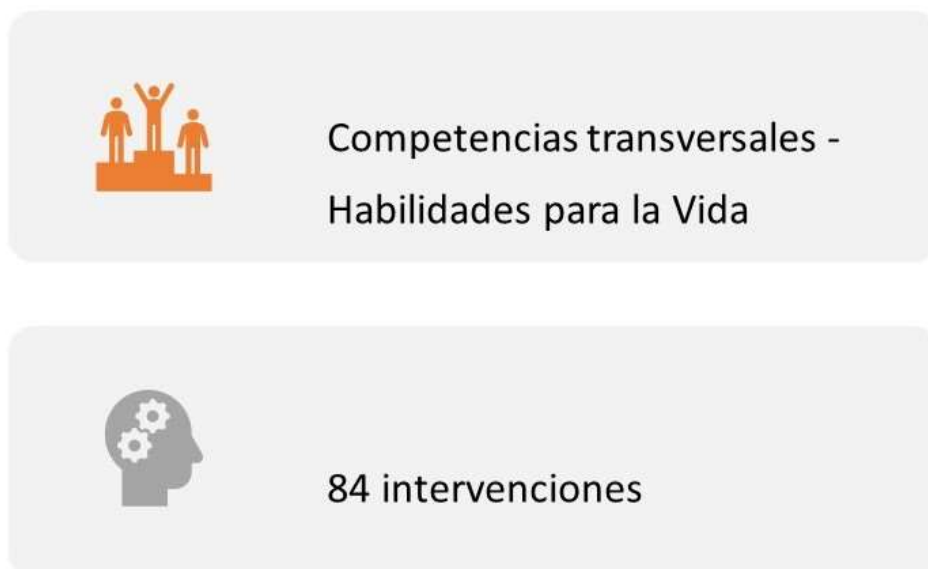 Competencias transversales -
Habilidades para la Vida
84 intervenciones